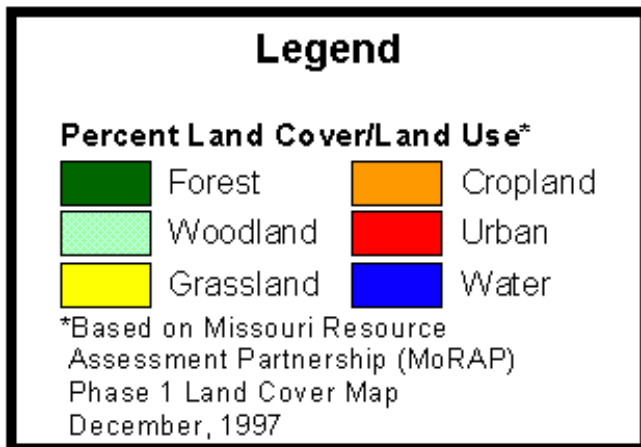 Legend
Percent Land Cover/Land Use*
Forest Cropland
Woodland Urban
Grassland Water
*Based on Missouri Resource
Assessment Partnership (MoRAP)
Phase 1 Land Cover Map
December, 1997